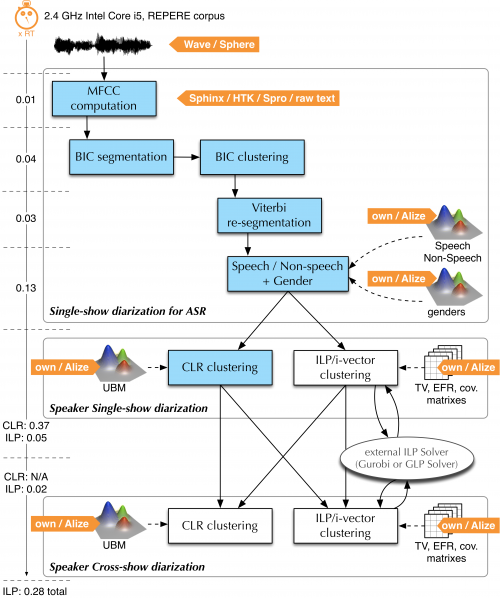 2.4 GHz Intel Core i5, REPERE corpus
x RT
Wave / Sphere
0.01
MFCC
computation
Sphinx / HTK / Spro / raw text
0.04
BIC segmentation
BIC clustering
0.03
Viterbi
re-segmentation
own / Alize
Speech
Non-Speech
0.13
Speech / Non-speech
+ Gender
own / Alize
genders
Single-show diarization for ASR
own / Alize
UBM
CLR clustering
ILP/i-vector
clustering
own / Alize
TV, EFR, cov.
matrixes
Speaker Single-show diarization
CLR: 0.37
ILP: 0.05
external ILP Solver
(Gurobi or GLP Solver)
CLR: N/A
ILP: 0.02
own / Alize
UBM
CLR clustering
ILP/i-vector
clustering
own / Alize
TV, EFR, cov.
matrixes
Speaker Cross-show diarization
ILP: 0.28 total